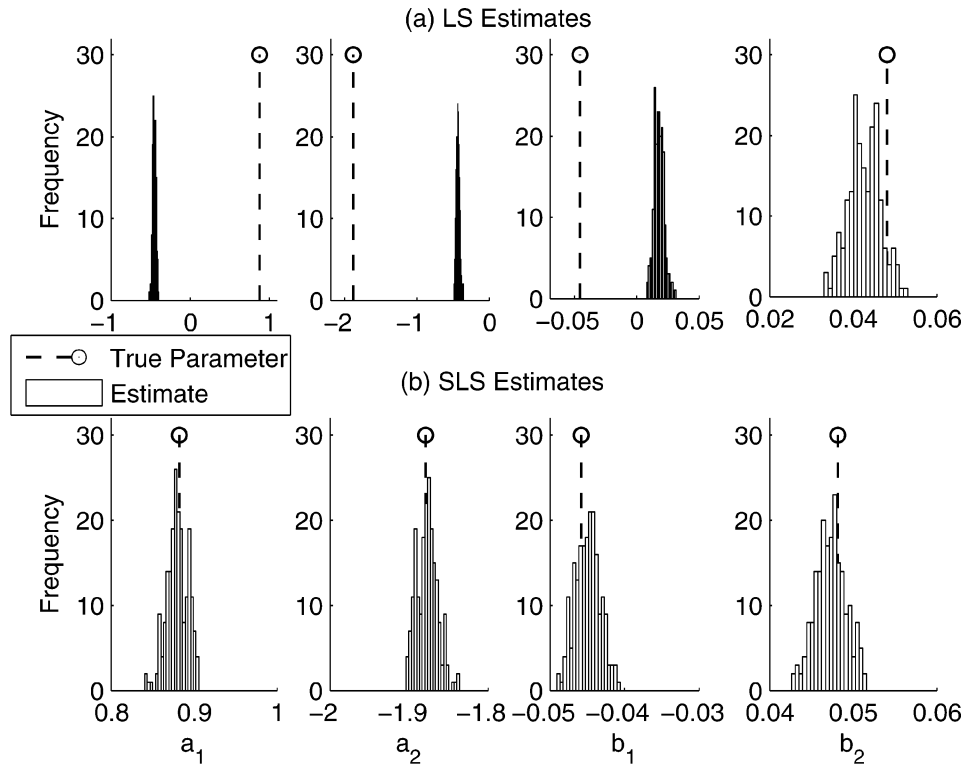 (a) LS Estimates
Frequency
30 30 30 30
20 20 20 20
10 10 10 10
0 0 0 0
−1 0 1 −2 −1 0 −0.05 0 0.05 0.02 0.04 0.06
True Parameter
Estimate
(b) SLS Estimates
Frequency
30 30 30 30
20 20 20 20
10 10 10 10
0 0 0 0
0.8 0.9 1 −2 −1.9 −1.8 −0.05 −0.04 −0.03 0.04 0.05 0.06
a1 a2 b1 b2